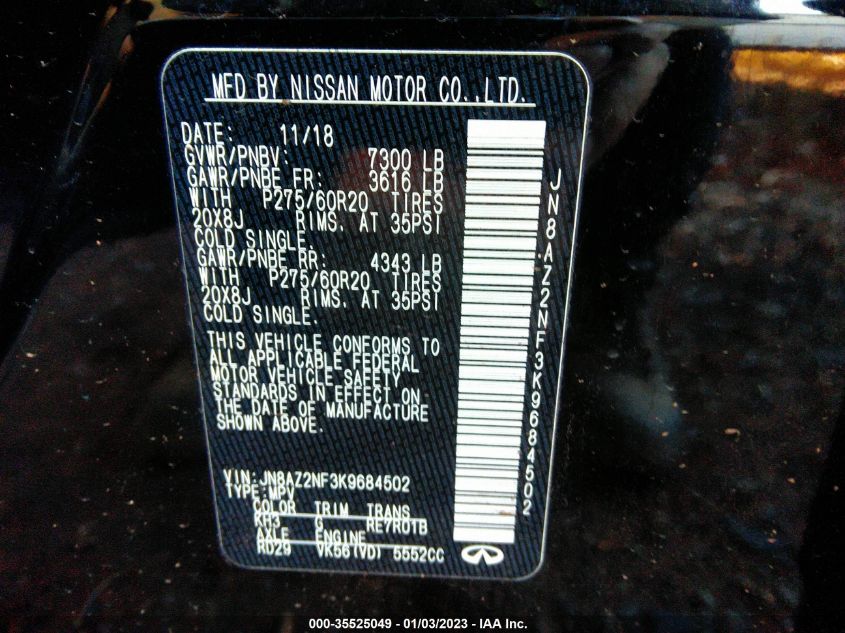 MFD BY NISSAN MOTOR CO.,LTD.
DATE: 11/18
GVWR/PNBV: 7300 LB
GAWR/PNBE FR: 3616 LB
WITH P275/60R20 TIRES
20X8J RIMS. AT 35PSI
COLD SINGLE.
GAWR/PNBE RR: 4343 LB
WITH P275/60R20 TIRES
20X8J RIMS. AT 35PSI
COLD SINGLE.
THIS VEHICLE CONFORMS TO
ALL APPLICABLE FEDERAL
MOTOR VEHICLE SAFETY
STANDARDS IN EFFECT ON
THE DATE OF MANUFACTURE
SHOWN ABOVE.
VIN:JN8AZ2NF3K9684502
TYPE:MPV
COLOR TRIM TRANS
KH3 G RE7R01B
AXLE ENGINE
RD29 VK56(VD) 5552CC
JN8AZ2NF3K9684502
000-35525049 - 01/03/2023 - IAA Inc.